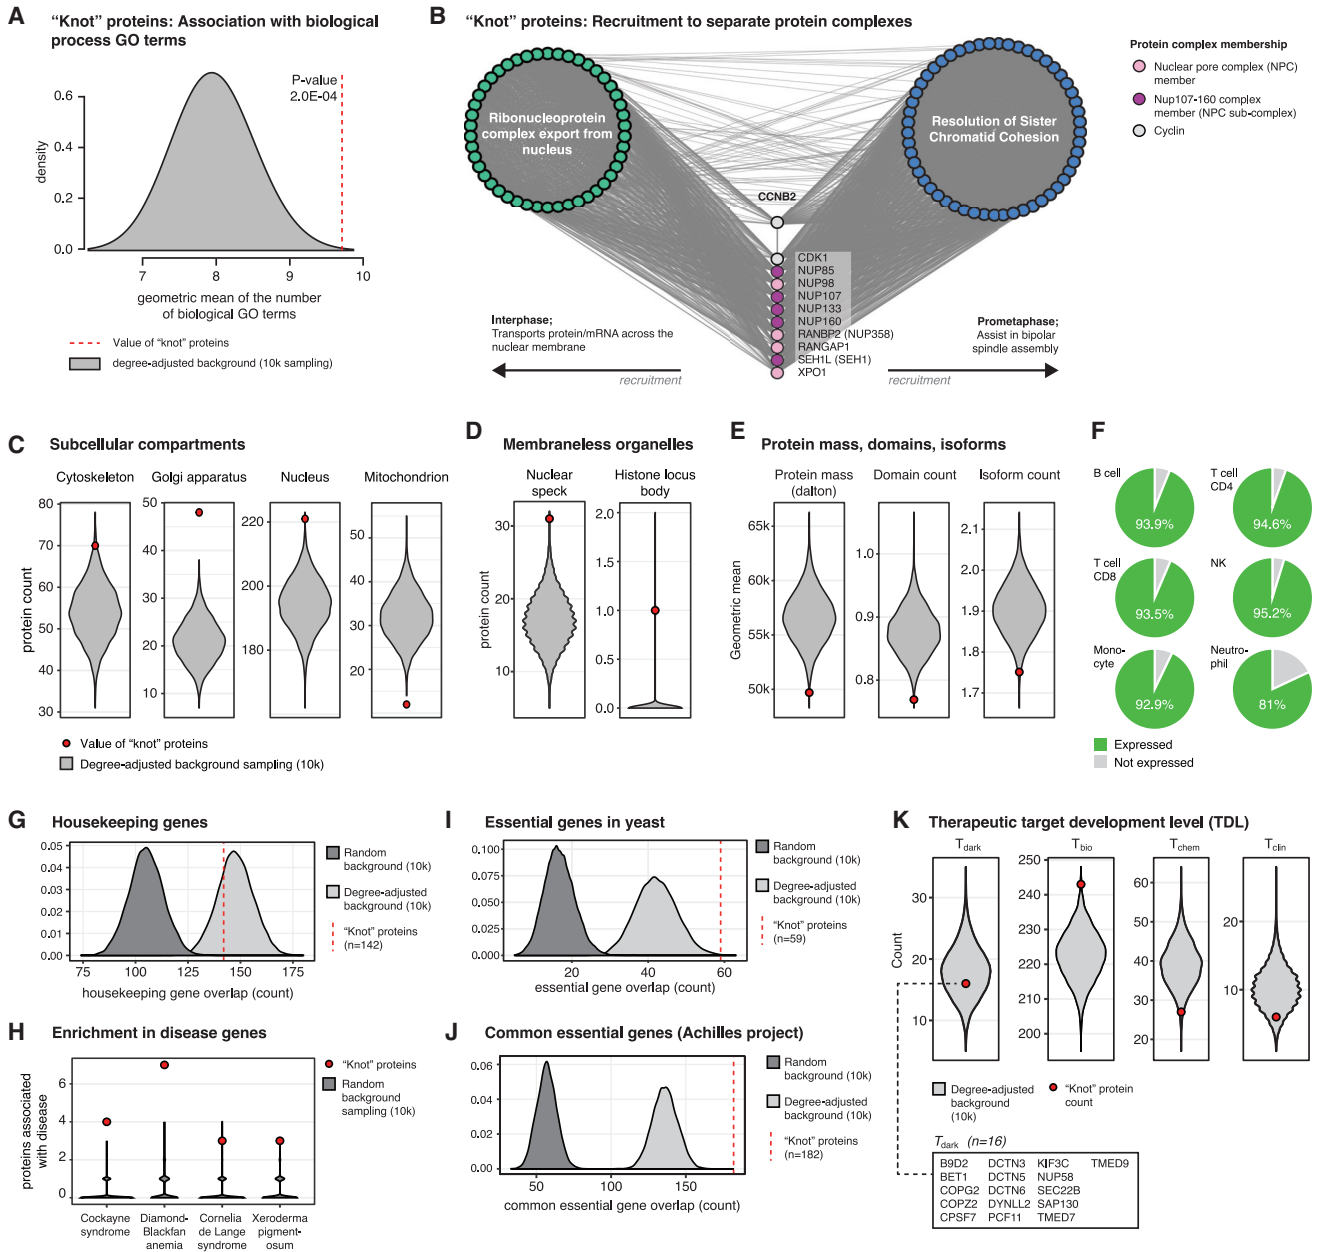 A
“Knot” proteins: Association with biological
process GO terms
P-value
2.0E-04
density
0.6
0.4
0.2
0.0
7
8
9
10
geometric mean of the number
of biological GO terms
Value of “knot” proteins
degree-adjusted background (10k sampling)
B
“Knot” proteins: Recruitment to separate protein complexes
Ribonucleoprotein
complex export from
nucleus
Resolution of Sister
Chromatid Cohesion
Protein complex membership
Nuclear pore complex (NPC)
member
Nup107-160 complex
member (NPC sub-complex)
Cyclin
CCNB2
CDK1
NUP85
NUP98
NUP107
NUP133
NUP160
RANBP2 (NUP358)
RANGAP1
SEH1L (SEH1)
XPO1
Interphase;
Transports protein/mRNA across the
nuclear membrane
recruitment
Prometaphase;
Assist in bipolar
spindle assembly
recruitment
C
Subcellular compartments
Cytoskeleton
Golgi apparatus
Nucleus
Mitochondrion
protein count
80
70
60
50
40
30
50
40
30
20
10
220
200
180
50
40
30
20
Value of “knot” proteins
Degree-adjusted background sampling (10k)
D
Membraneless organelles
Nuclear
speck
Histone locus
body
protein count
30
20
10
2.0
1.5
1.0
0.5
0.0
E
Protein mass, domains, isoforms
Protein mass
(dalton)
Domain count
Isoform count
Geometric mean
65k
60k
55k
50k
1.0
0.9
0.8
2.1
2.0
1.9
1.8
1.7
F
B cell
93.9%
T cell
CD4
94.6%
T cell
CD8
93.5%
NK
95.2%
Mono-
cyte
92.9%
Neutro-
phil
81%
Expressed
Not expressed
G
Housekeeping genes
0.05
0.04
0.03
0.02
0.01
0.00
75
100
125
150
175
housekeeping gene overlap (count)
Random
background (10k)
Degree-adjusted
background (10k)
“Knot” proteins
(n=142)
H
Enrichment in disease genes
proteins associated
with disease
6
4
2
0
Cockayne
syndrome
Diamond-
Blackfan
anemia
Cornelia
de Lange
syndrome
Xeroderma
pigment-
osum
“Knot” proteins
Random
background
sampling (10k)
I
Essential genes in yeast
0.100
0.075
0.050
0.025
0.000
20
40
60
essential gene overlap (count)
Random
background (10k)
Degree-adjusted
background (10k)
“Knot” proteins
(n=59)
J
Common essential genes (Achilles project)
0.06
0.04
0.02
0.00
50
100
150
common essential gene overlap (count)
Random
background (10k)
Degree-adjusted
background (10k)
“Knot” proteins
(n=182)
K
Therapeutic target development level (TDL)
Tdark
Tbio
Tchem
Tclin
Count
30
20
10
250
240
230
220
210
200
60
50
40
30
20
20
10
Degree-adjusted
background
(10k)
“Knot” protein
count
Tdark (n=16)
B9D2 DCTN3 KIF3C TMED9
BET1 DCTN5 NUP58
COPG2 DCTN6 SEC22B
COPZ2 DYNLL2 SAP130
CPSF7 PCF11 TMED7